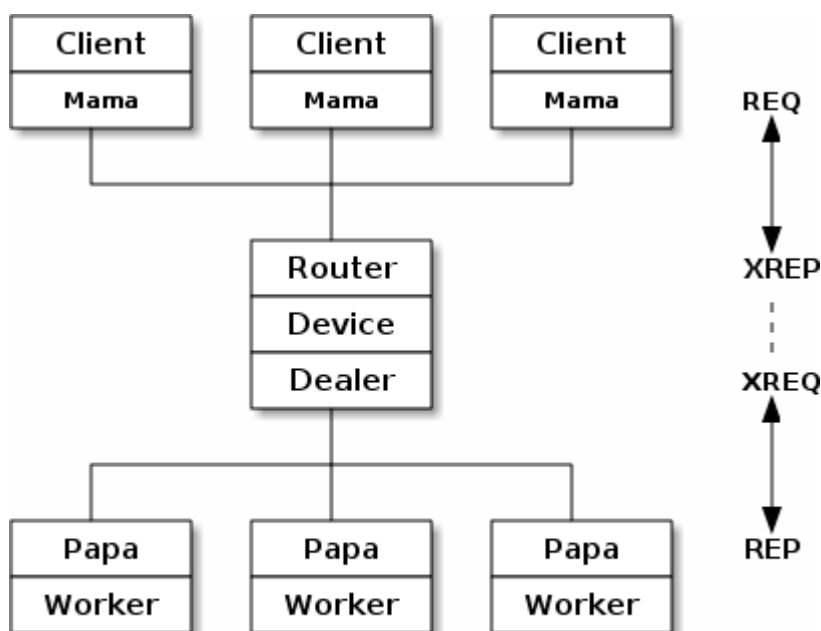 Client Client Client
Mama Mama Mama REQ
Router XREP
Device
Dealer XREQ
Papa Papa Papa REP
Worker Worker Worker